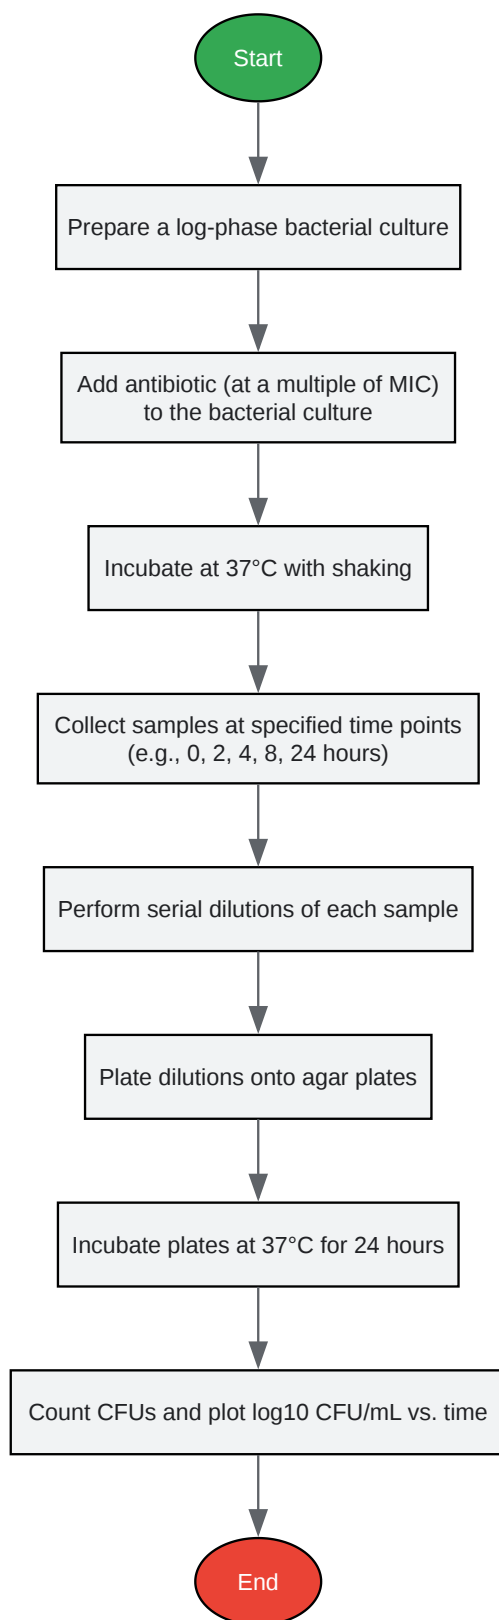 Start
Prepare a log-phase bacterial culture
Add antibiotic (at a multiple of MIC)
to the bacterial culture
Incubate at 37°C with shaking
Collect samples at specified time points
(e.g., 0, 2, 4, 8, 24 hours)
Perform serial dilutions of each sample
Plate dilutions onto agar plates
Incubate plates at 37°C for 24 hours
Count CFUs and plot log10 CFU/mL vs. time
End